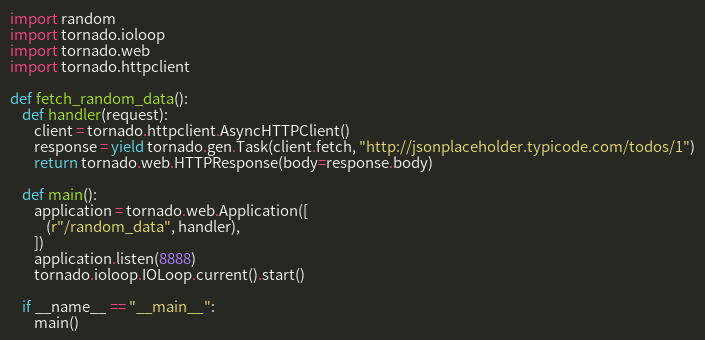 import random
import tornado.ioloop
import tornado.web
import tornado.httpclient

def fetch_random_data():
    def handler(request):
        client = tornado.httpclient.AsyncHTTPClient()
        response = yield tornado.gen.Task(client.fetch, "http://jsonplaceholder.typicode.com/todos/1")
        return tornado.web.HTTPResponse(body=response.body)

    def main():
        application = tornado.web.Application([
            (r"/random_data", handler),
        ])
        application.listen(8888)
        tornado.ioloop.IOLoop.current().start()

    if __name__ == "__main__":
        main()